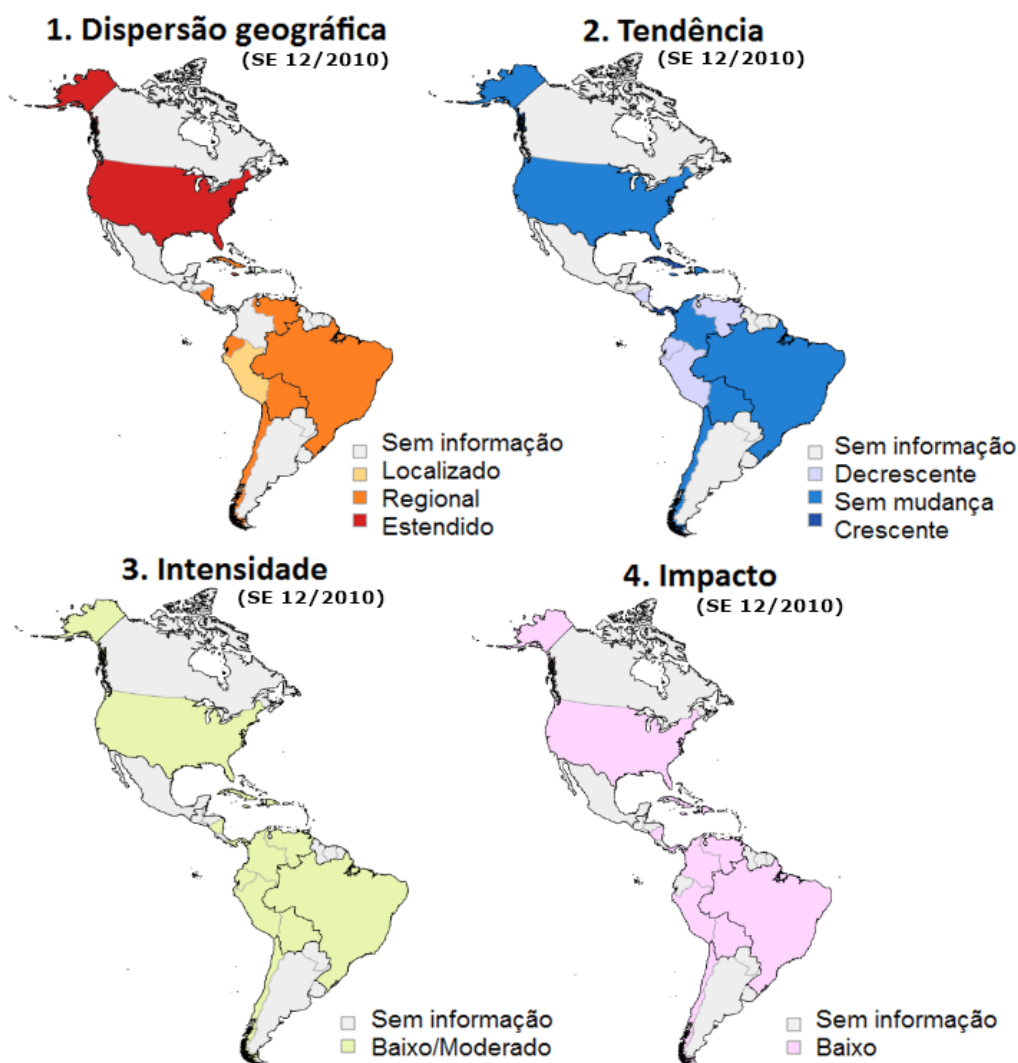 1. Dispersão geográfica
(SE 12/2010)
Sem informação
Localizado
Regional
Estendido
2. Tendência
(SE 12/2010)
Sem informação
Decrescente
Sem mudança
Crescente
3. Intensidade
(SE 12/2010)
Sem informação
Baixo/Moderado
4. Impacto
(SE 12/2010)
Sem informação
Baixo